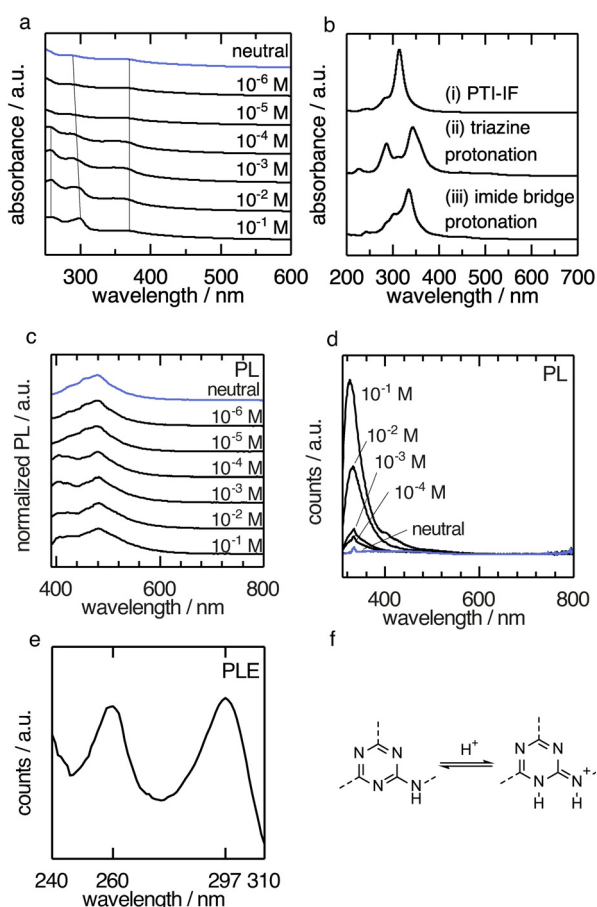 a
absorbance / a.u.
neutral
10⁻⁶ M
10⁻⁵ M
10⁻⁴ M
10⁻³ M
10⁻² M
10⁻¹ M
300 400 500 600
wavelength / nm
b
absorbance / a.u.
(i) PTI-IF
(ii) triazine
protonation
(iii) imide bridge
protonation
200 300 400 500 600 700
wavelength / nm
c
normalized PL / a.u.
PL
neutral
10⁻⁶ M
10⁻⁵ M
10⁻⁴ M
10⁻³ M
10⁻² M
10⁻¹ M
400 600 800
wavelength / nm
d
counts / a.u.
PL
10⁻¹ M
10⁻² M
10⁻³ M
10⁻⁴ M
neutral
400 600 800
wavelength / nm
e
counts / a.u.
PLE
240 260 297 310
wavelength / nm
f
N N
N N
H
H⁺
N N
N N⁺
H H